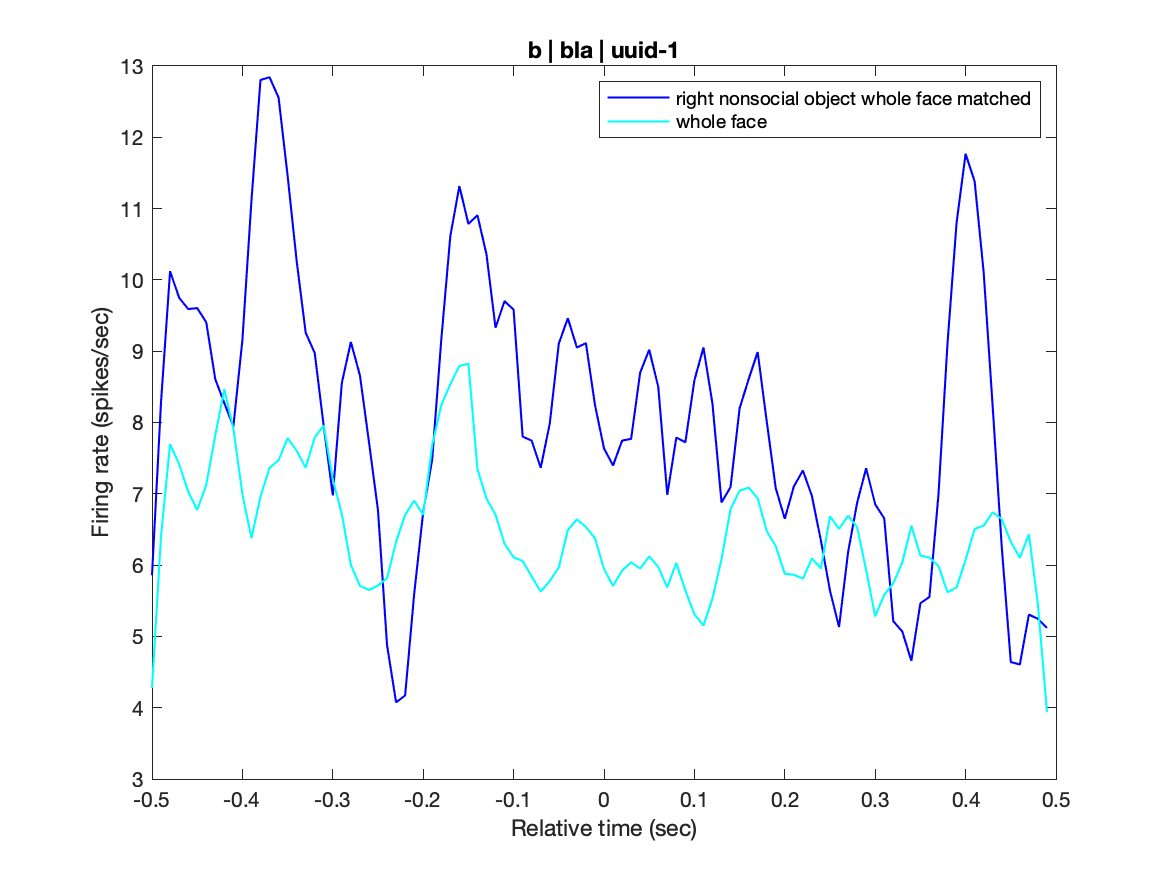 b | bla | uuid-1
right nonsocial object whole face matched
whole face
13
12
11
10
9
8
7
6
5
4
3
Firing rate (spikes/sec)
-0.5 -0.4 -0.3 -0.2 -0.1 0 0.1 0.2 0.3 0.4 0.5
Relative time (sec)